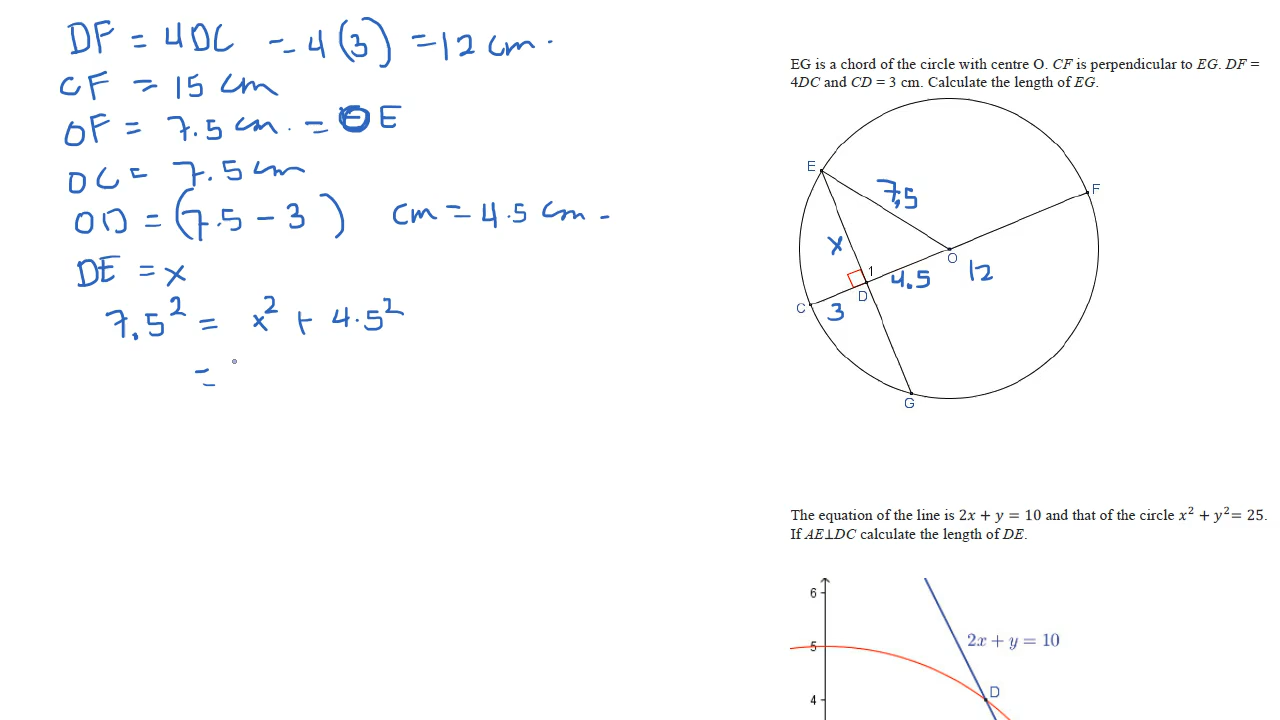 DF = 4DC = 4(3) = 12 cm.
CF = 15 cm
OF = 7.5 cm. = OE
OC = 7.5 cm
OD = (7.5 - 3) cm = 4.5 cm.
DE = x
7.5² = x² + 4.5²
=
EG is a chord of the circle with centre O. CF is perpendicular to EG. DF =
4DC and CD = 3 cm. Calculate the length of EG.
E
7,5
F
x
O
1
4.5
12
D
C
3
G
The equation of the line is 2x + y = 10 and that of the circle x² + y²= 25.
If AE⊥DC calculate the length of DE.
6
2x + y = 10
5
D
4